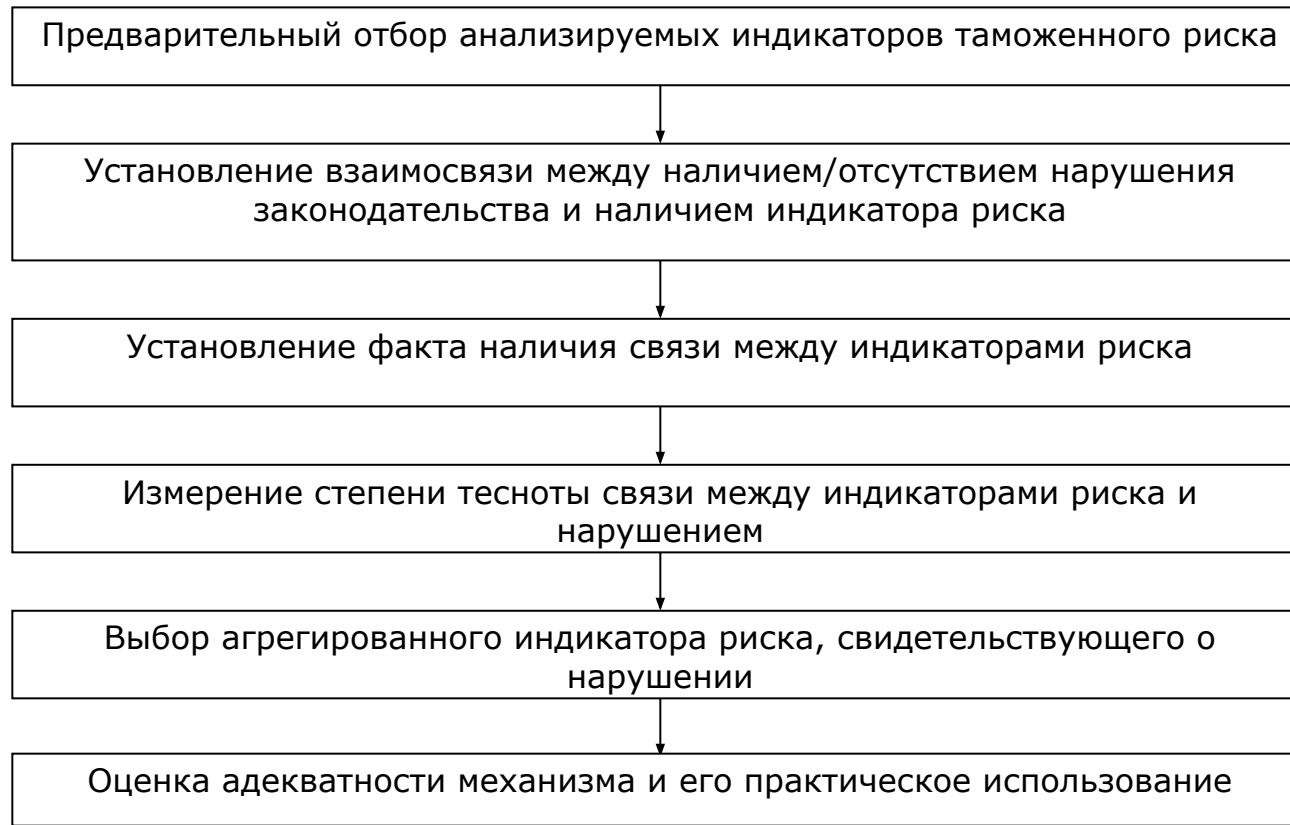 Предварительный отбор анализируемых индикаторов таможенного риска
Установление взаимосвязи между наличием/отсутствием нарушения
законодательства и наличием индикатора риска
Установление факта наличия связи между индикаторами риска
Измерение степени тесноты связи между индикаторами риска и
нарушением
Выбор агрегированного индикатора риска, свидетельствующего о
нарушении
Оценка адекватности механизма и его практическое использование